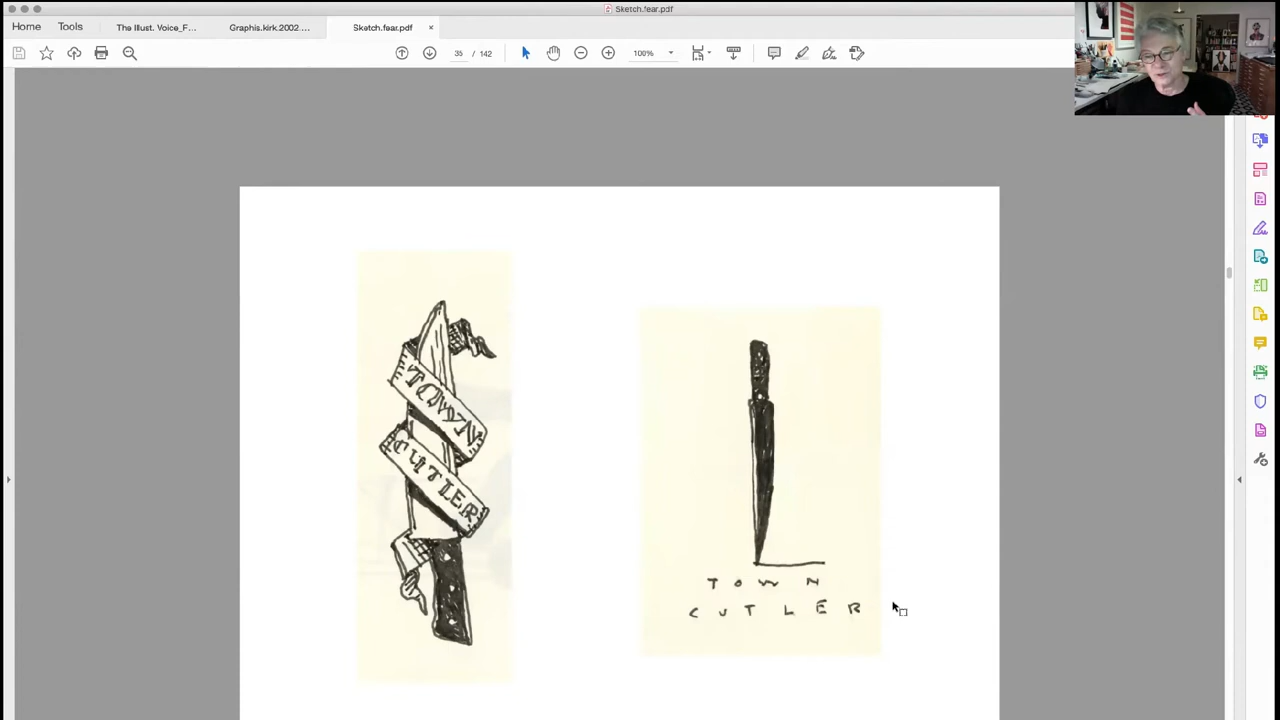 Sketch.fear.pdf
Home
Tools
The Illust. Voice_F...
Graphis.kirk.2002....
Sketch.fear.pdf
×
35 / 142
100%
TOWN
CUTLER
TOWN
CUTLER